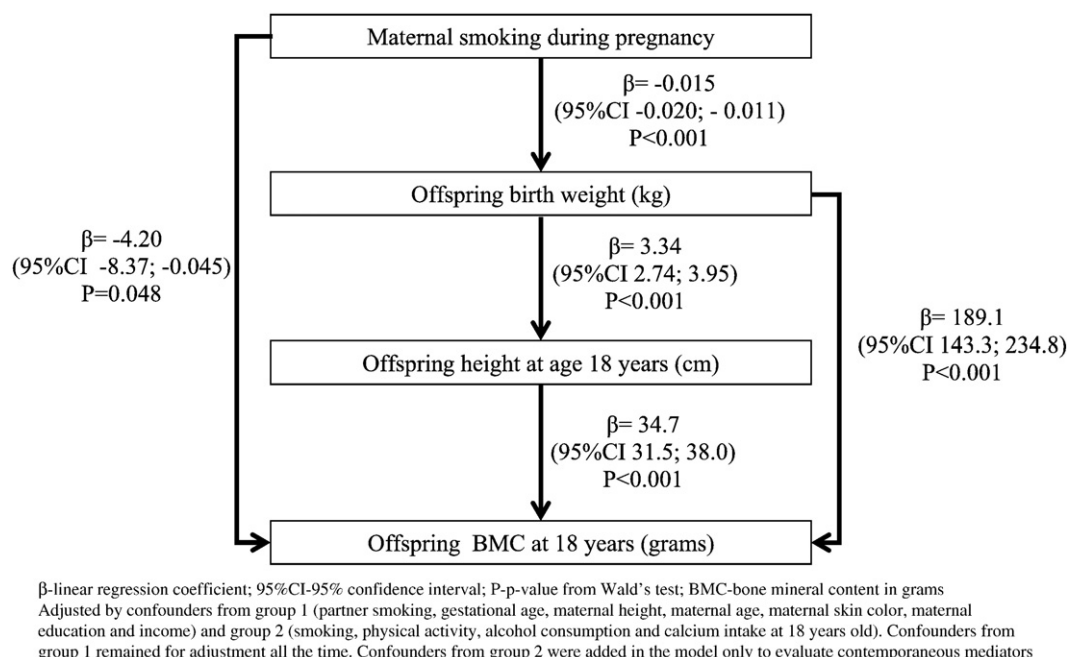 Maternal smoking during pregnancy
β= -0.015
(95%CI -0.020; - 0.011)
P<0.001
Offspring birth weight (kg)
β= -4.20
(95%CI -8.37; -0.045)
P=0.048
β= 3.34
(95%CI 2.74; 3.95)
P<0.001
β= 189.1
(95%CI 143.3; 234.8)
P<0.001
Offspring height at age 18 years (cm)
β= 34.7
(95%CI 31.5; 38.0)
P<0.001
Offspring BMC at 18 years (grams)
β-linear regression coefficient; 95%CI-95% confidence interval; P-p-value from Wald's test; BMC-bone mineral content in grams
Adjusted by confounders from group 1 (partner smoking, gestational age, maternal height, maternal age, maternal skin color, maternal
education and income) and group 2 (smoking, physical activity, alcohol consumption and calcium intake at 18 years old). Confounders from
group 1 remained for adjustment all the time. Confounders from group 2 were added in the model only to evaluate contemporaneous mediators